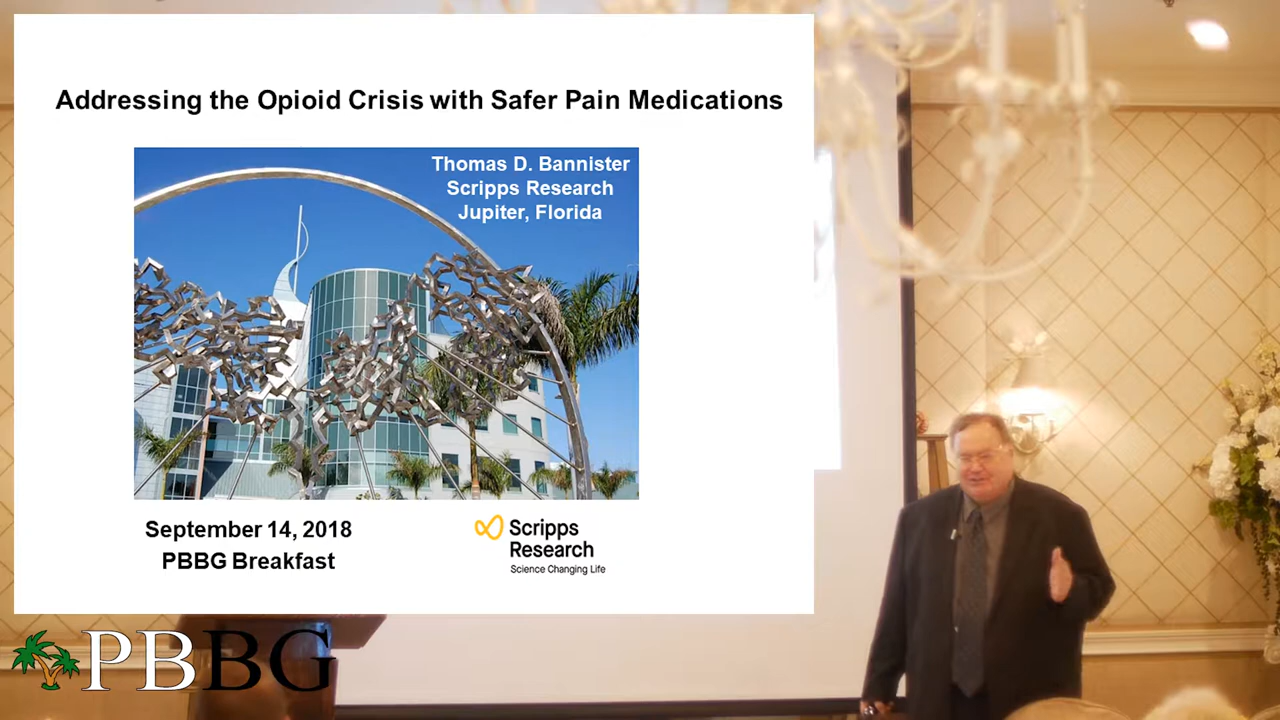 Addressing the Opioid Crisis with Safer Pain Medications
Thomas D. Bannister
Scripps Research
Jupiter, Florida
September 14, 2018
PBBG Breakfast
Scripps
Research
Science Changing Life
PBBG